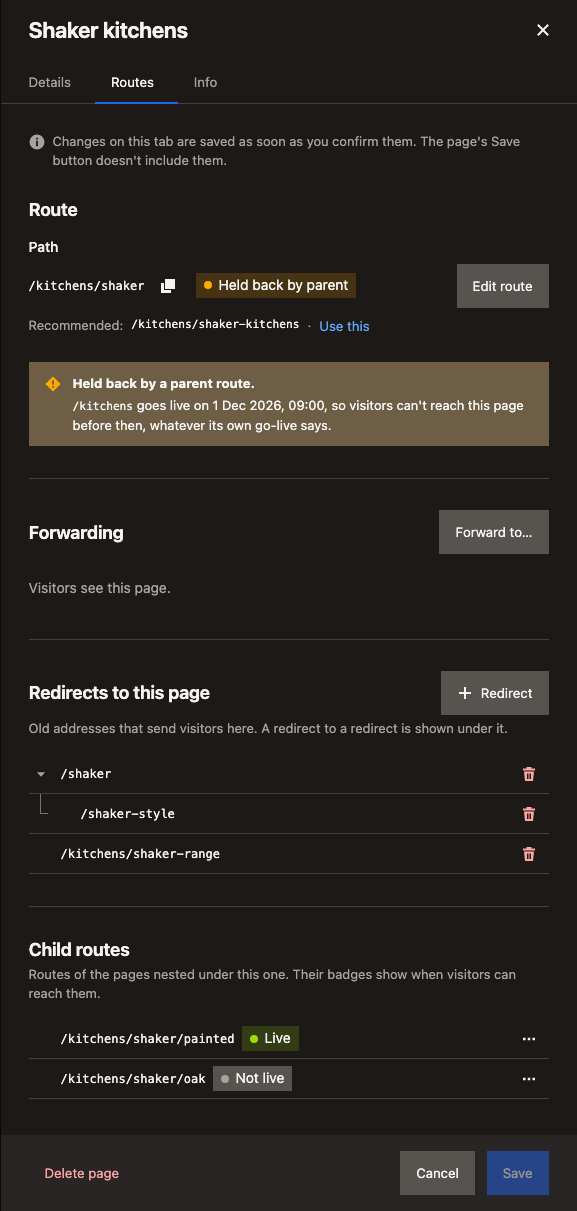 Shaker kitchens
Details
Routes
Info
Changes on this tab are saved as soon as you confirm them. The page's Save
button doesn't include them.
Route
Path
/kitchens/shaker
Held back by parent
Edit route
Recommended: /kitchens/shaker-kitchens · Use this
Held back by a parent route.
/kitchens goes live on 1 Dec 2026, 09:00, so visitors can't reach this page
before then, whatever its own go-live says.
Forwarding
Forward to...
Visitors see this page.
Redirects to this page
Redirect
Old addresses that send visitors here. A redirect to a redirect is shown under it.
/shaker
/shaker-style
/kitchens/shaker-range
Child routes
Routes of the pages nested under this one. Their badges show when visitors can
reach them.
/kitchens/shaker/painted
Live
/kitchens/shaker/oak
Not live
Delete page
Cancel
Save